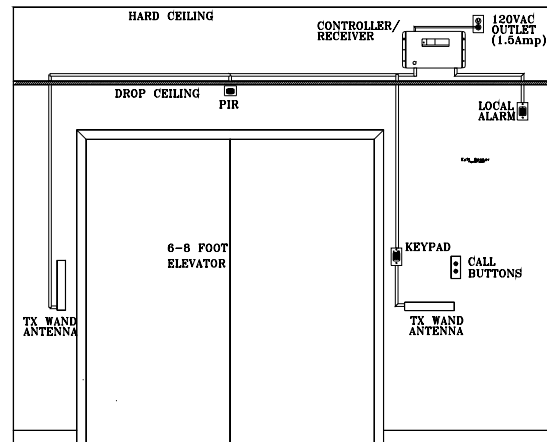 HARD CEILING
CONTROLLER/
RECEIVER
120VAC
OUTLET
(1.5Amp)
DROP CEILING
PIR
LOCAL
ALARM
6-8 FOOT
ELEVATOR
KEYPAD
CALL
BUTTONS
TX WAND
ANTENNA
TX WAND
ANTENNA